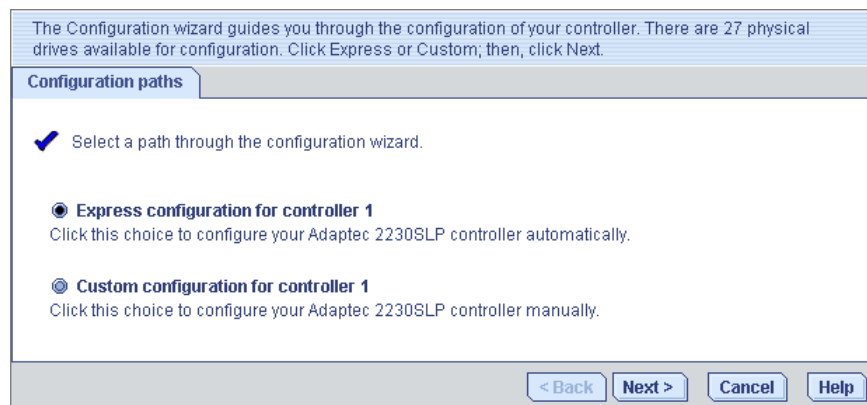 The Configuration wizard guides you through the configuration of your controller. There are 27 physical
drives available for configuration. Click Express or Custom; then, click Next.
Configuration paths
Select a path through the configuration wizard.
Express configuration for controller 1
Click this choice to configure your Adaptec 2230SLP controller automatically.
Custom configuration for controller 1
Click this choice to configure your Adaptec 2230SLP controller manually.
< Back Next > Cancel Help